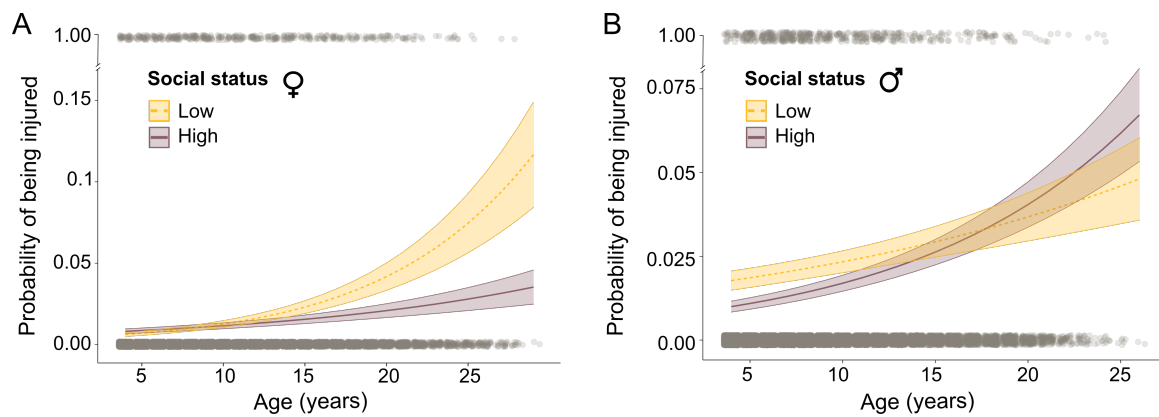 A
Probability of being injured
1.00
0.15
0.1
0.05
0.00
Social status ♀
Low
High
5 10 15 20 25
Age (years)
B
Probability of being injured
1.00
0.075
0.05
0.025
0.00
Social status ♂
Low
High
5 10 15 20 25
Age (years)